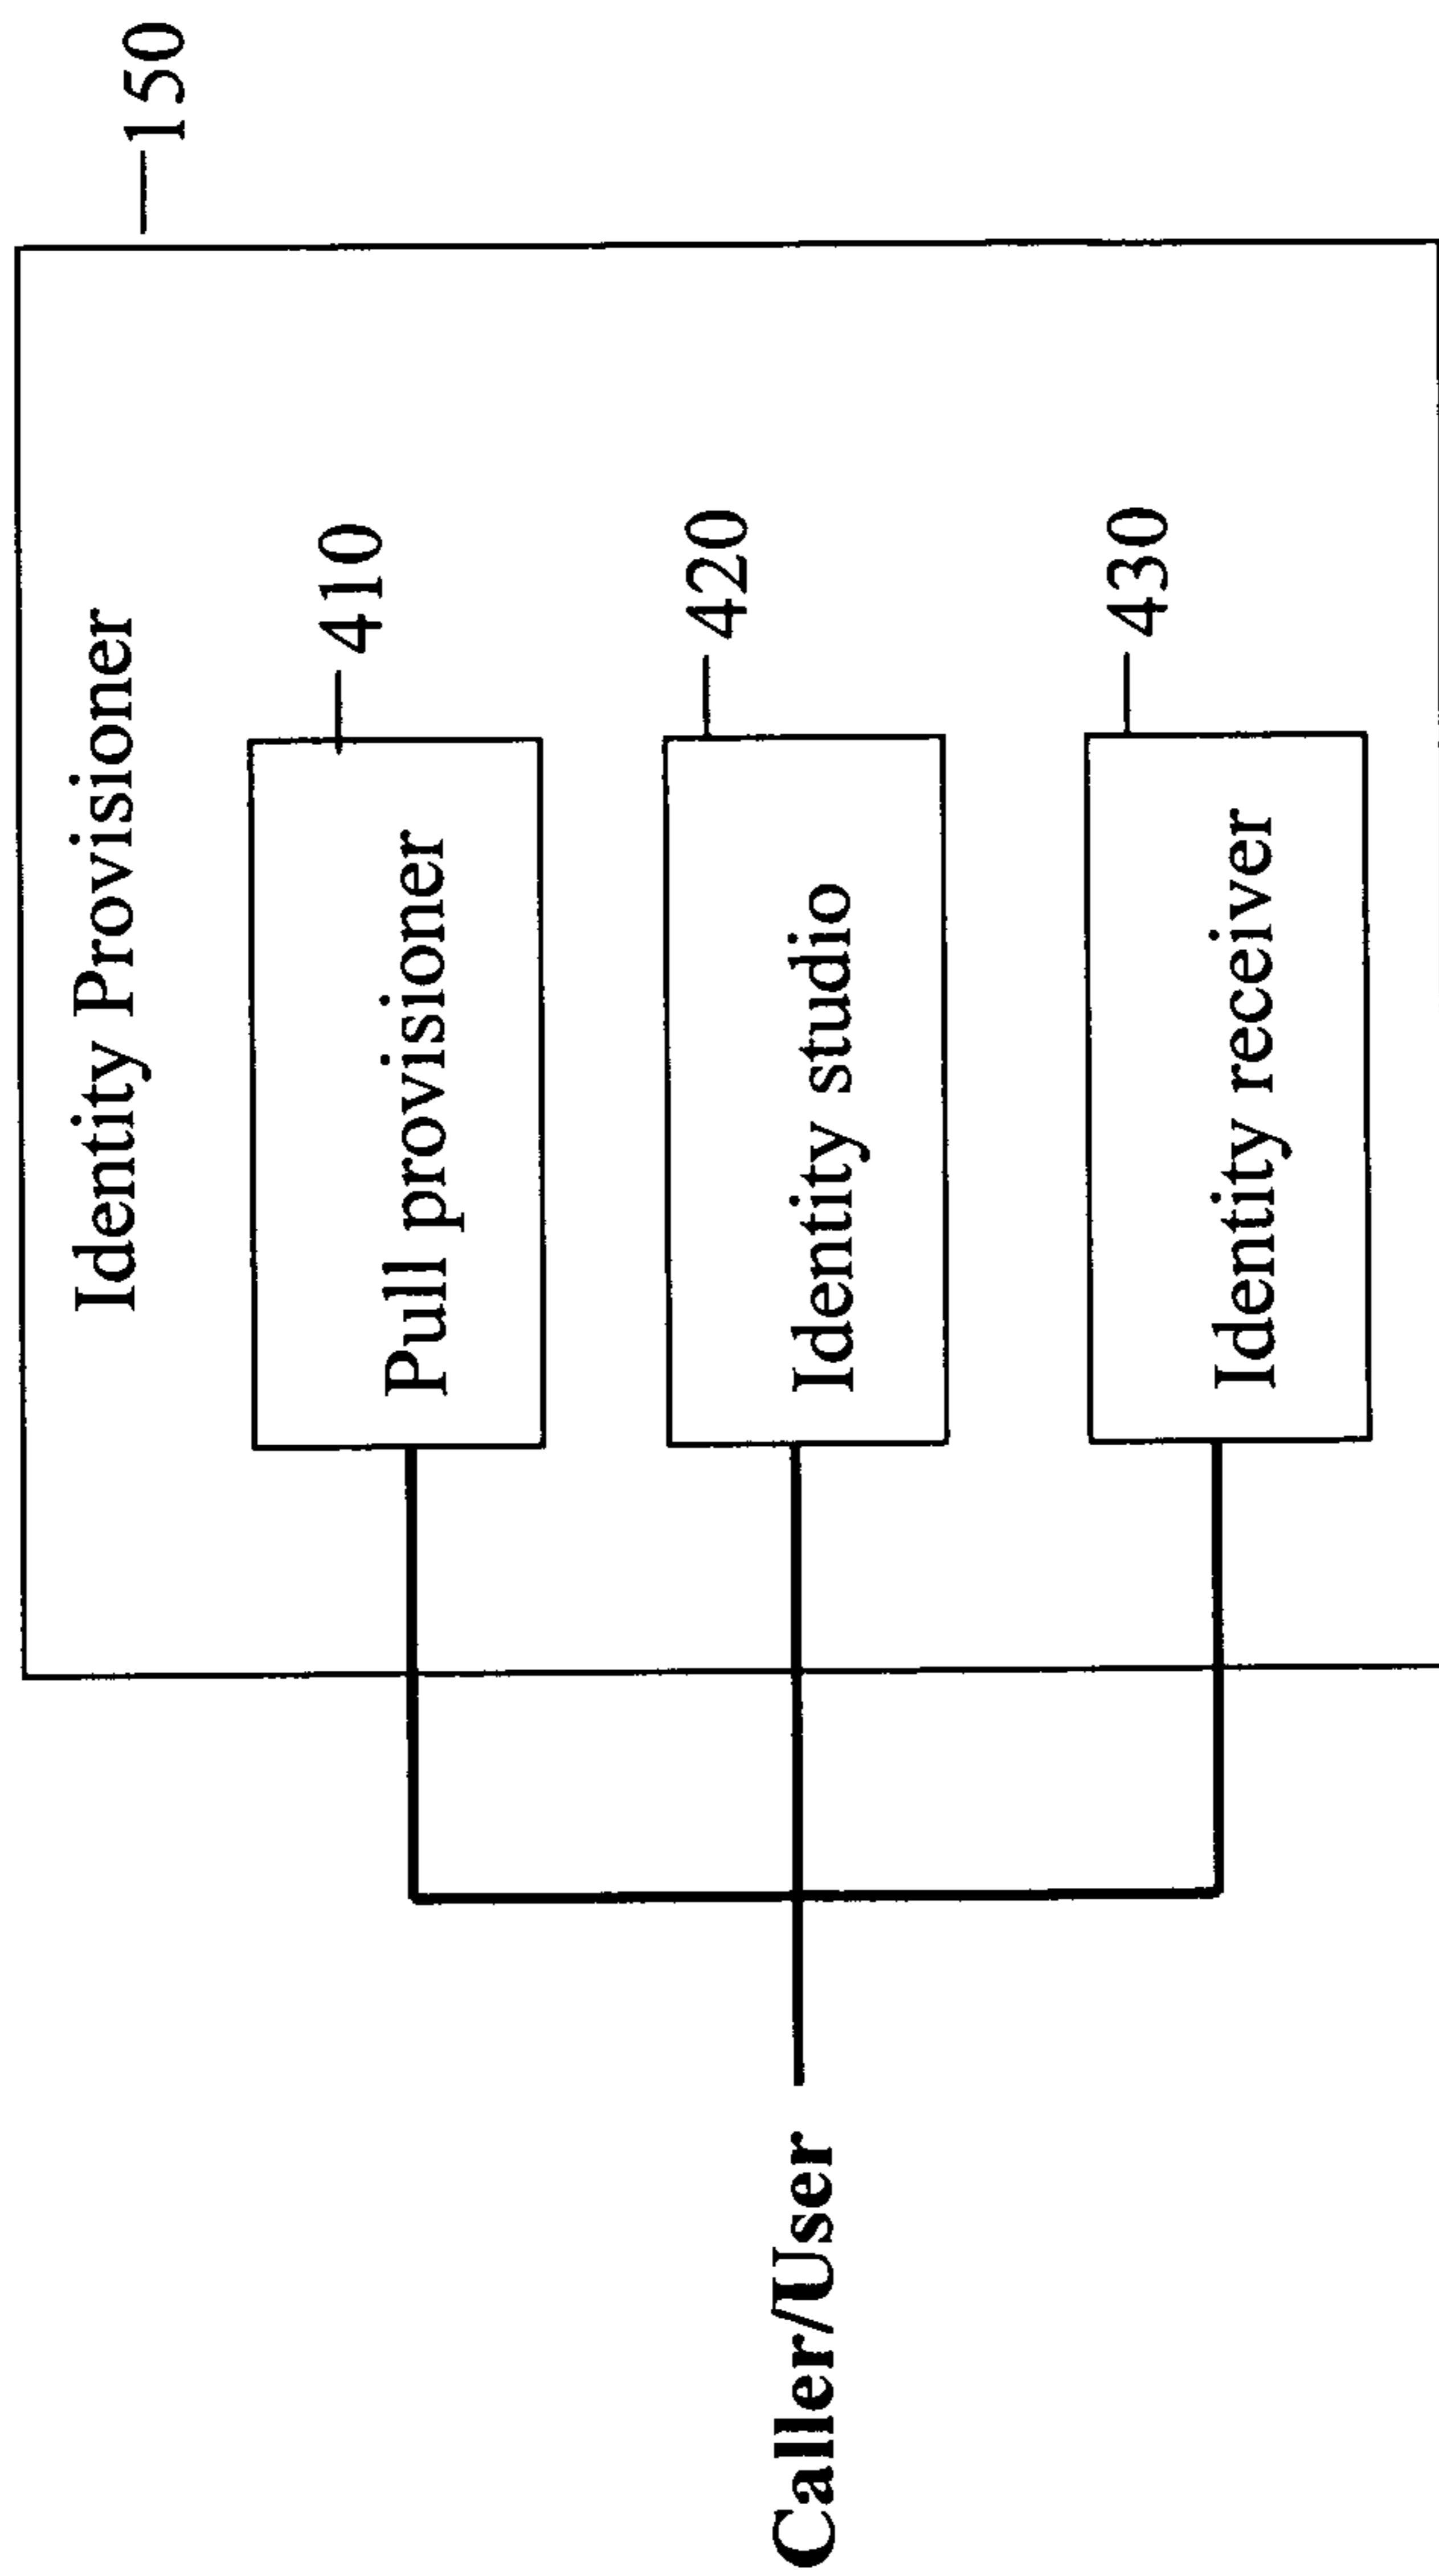 Identity Provisioner
150
Pull provisioner
410
Identity studio
420
Identity receiver
430
Caller/User